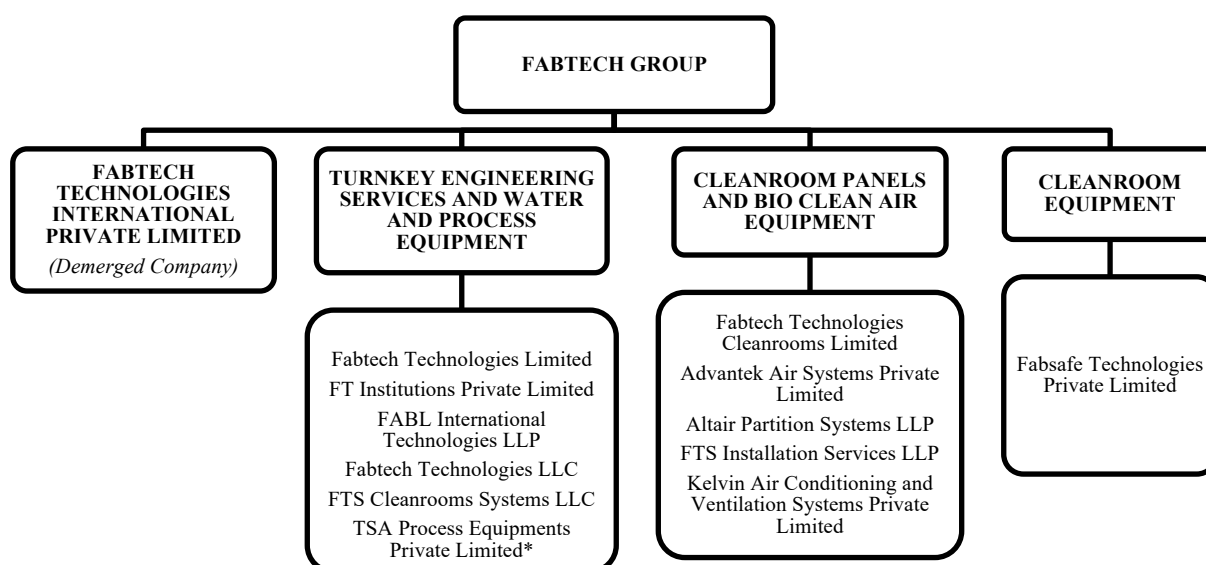 FABTECH GROUP
FABTECH
TECHNOLOGIES
INTERNATIONAL
PRIVATE LIMITED
(Demerged Company)
TURNKEY ENGINEERING
SERVICES AND WATER
AND PROCESS
EQUIPMENT
CLEANROOM PANELS
AND BIO CLEAN AIR
EQUIPMENT
CLEANROOM
EQUIPMENT
Fabtech Technologies Limited
FT Institutions Private Limited
FABL International
Technologies LLP
Fabtech Technologies LLC
FTS Cleanrooms Systems LLC
TSA Process Equipments
Private Limited*
Fabtech Technologies
Cleanrooms Limited
Advantek Air Systems Private
Limited
Altair Partition Systems LLP
FTS Installation Services LLP
Kelvin Air Conditioning and
Ventilation Systems Private
Limited
Fabsafe Technologies
Private Limited